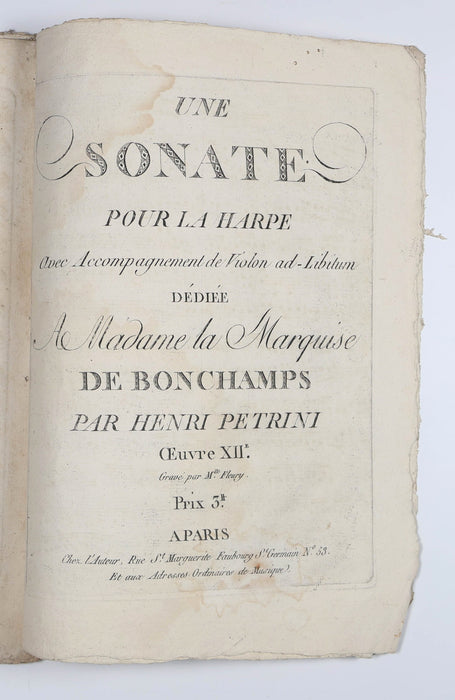 UNE
SONATE
POUR LA HARPE
Avec Accompagnement de Violon ad-Libitum
DÉDIÉE
A Madame la Marquise
DE BONCHAMPS
PAR HENRI PETRINI
Œuvre XII.e
Gravé par M.lle Fleury.
Prix 3.tt
A PARIS
Chez L'Auteur, Rue S.te Marguerite Faubourg S.t Germain N.o 53.
Et aux Adresses Ordinaires de Musique.